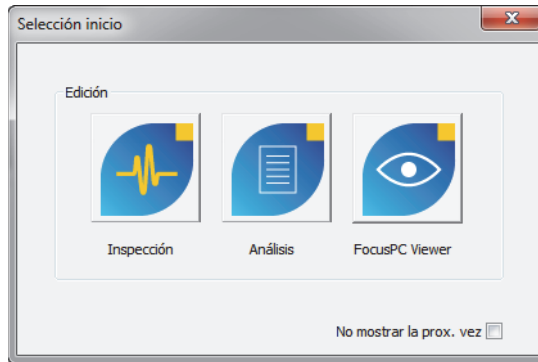 Selección inicio
Edición
Inspección
Análisis
FocusPC Viewer
No mostrar la prox. vez